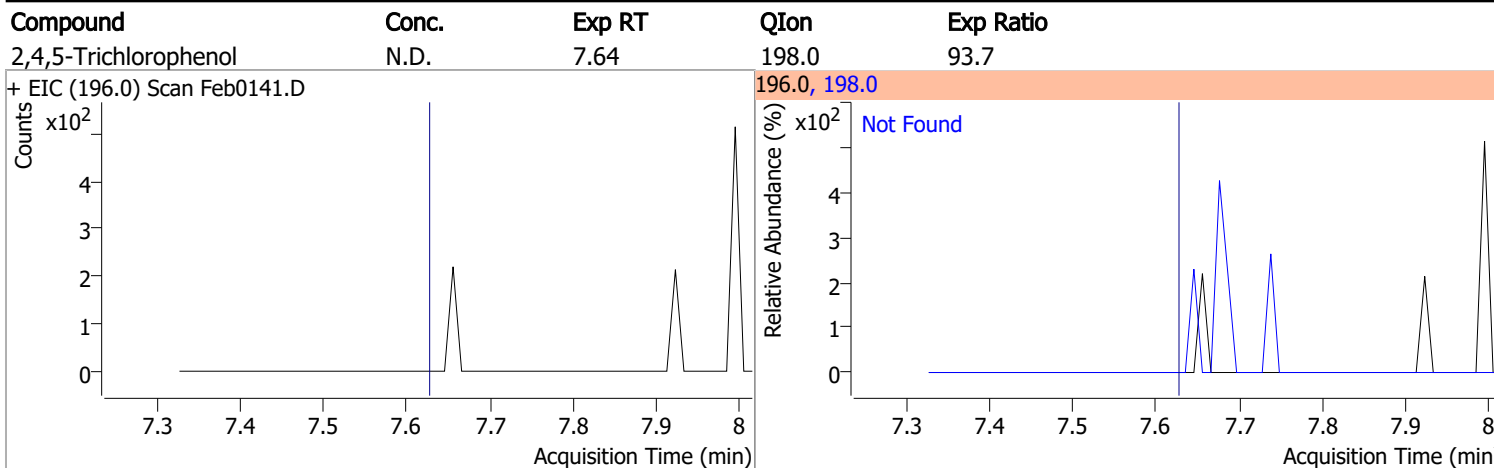 Compound Conc. Exp RT QIon Exp Ratio
2,4,5-Trichlorophenol N.D. 7.64 198.0 93.7
+ EIC (196.0) Scan Feb0141.D
Counts
x10²
4
3
2
1
0
7.3 7.4 7.5 7.6 7.7 7.8 7.9 8
Acquisition Time (min)
196.0, 198.0
Relative Abundance (%)
x10²
Not Found
4
3
2
1
0
7.3 7.4 7.5 7.6 7.7 7.8 7.9 8
Acquisition Time (min